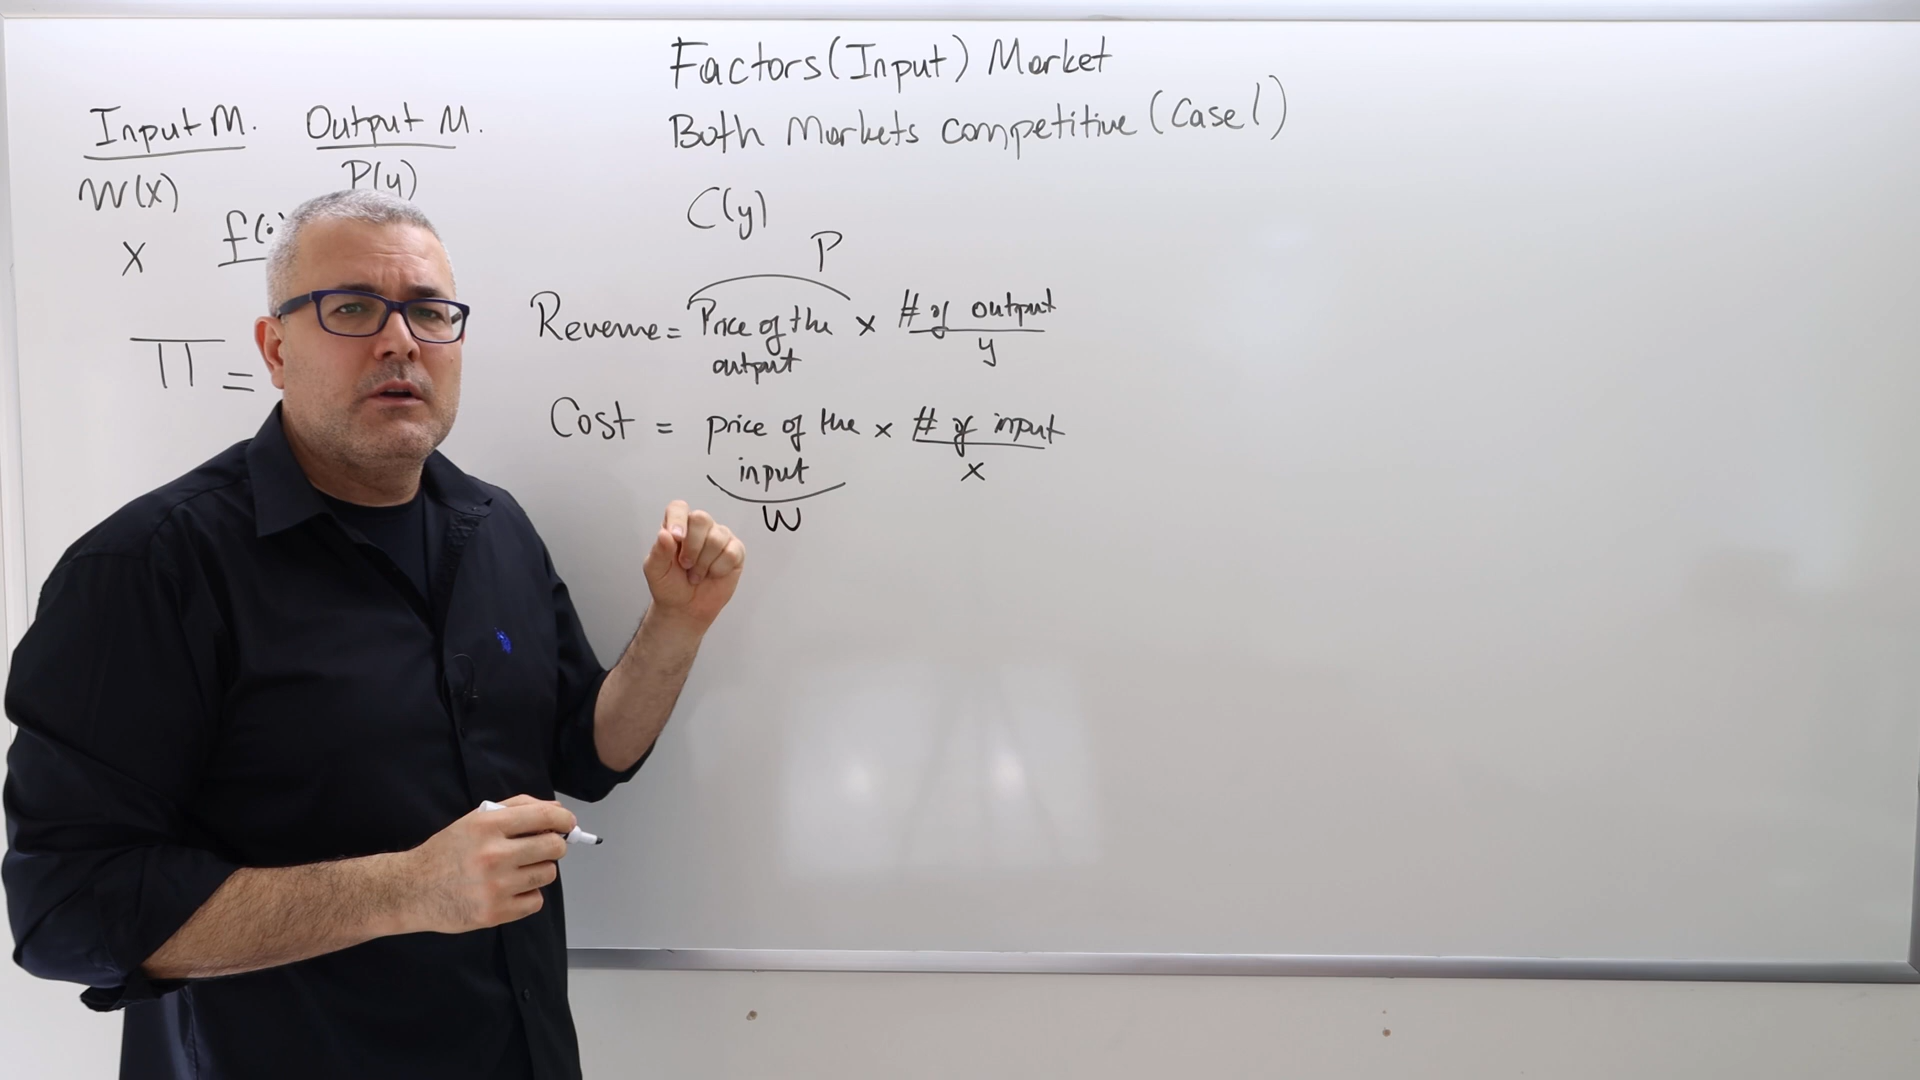 Factors (Input) Market
Both Markets competitive (Case 1)
Input M. Output M.
W(x) P(y)
x f(.)
Π =
C(y)
P
Revenue = Price of the output × # of output
y
Cost = price of the input × # of input
x
W